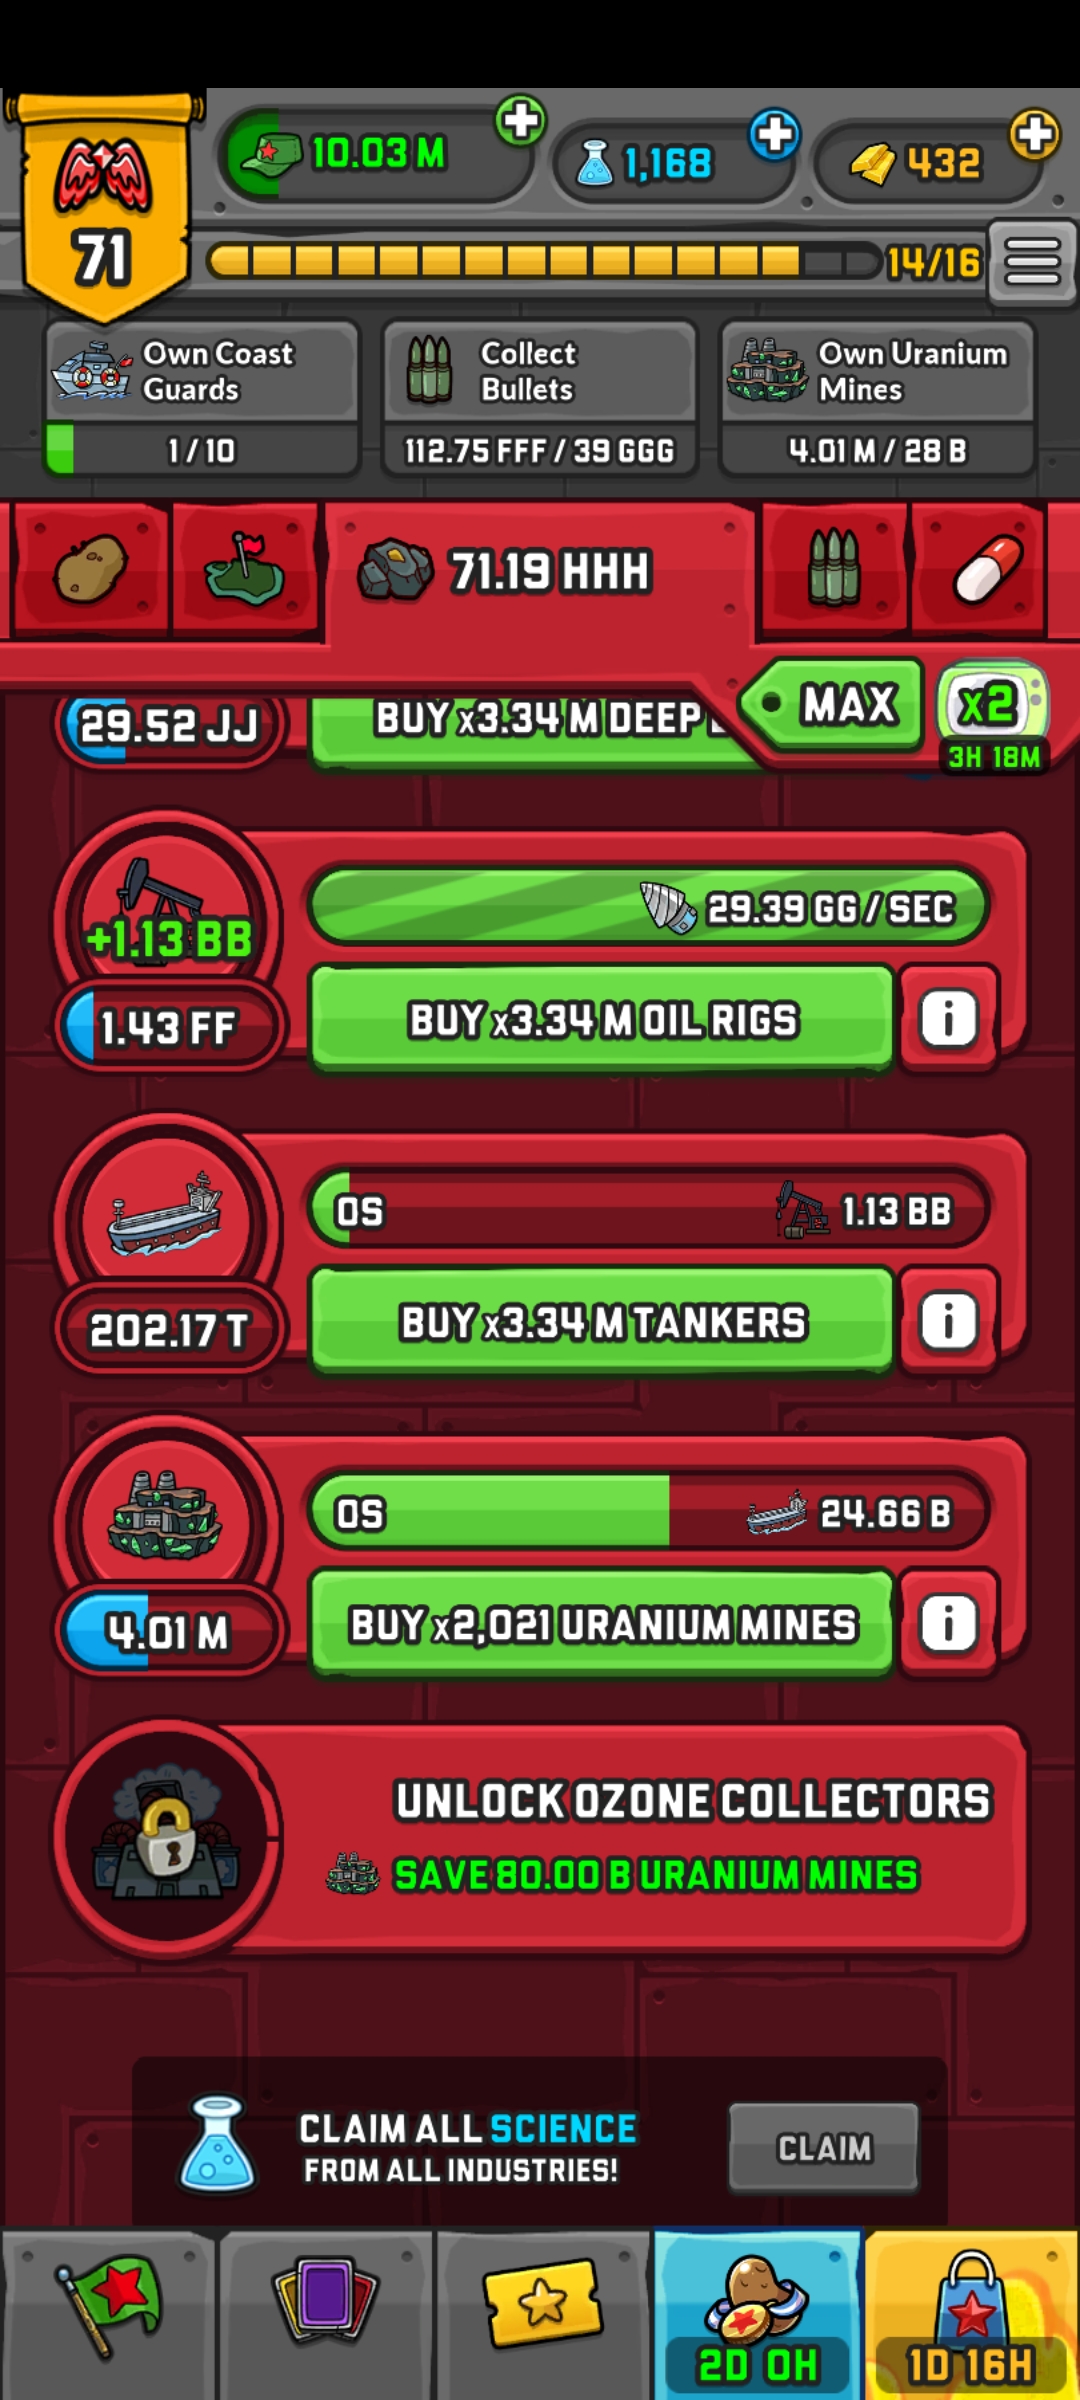 10.03 M
1,168
432
71
14/16
Own Coast
Guards
1 / 10
Collect
Bullets
112.75 FFF / 39 GGG
Own Uranium
Mines
4.01 M / 28 B
71.19 HHH
MAX
x2
3H 18M
29.52 JJ
BUY x3.34 M DEEP
29.39 GG / SEC
+1.13 BB
1.43 FF
BUY x3.34 M OIL RIGS
i
0S
1.13 BB
202.17 T
BUY x3.34 M TANKERS
i
0S
24.66 B
4.01 M
BUY x2,021 URANIUM MINES
i
UNLOCK OZONE COLLECTORS
SAVE 80.00 B URANIUM MINES
CLAIM ALL SCIENCE
FROM ALL INDUSTRIES!
CLAIM
2D 0H
1D 16H